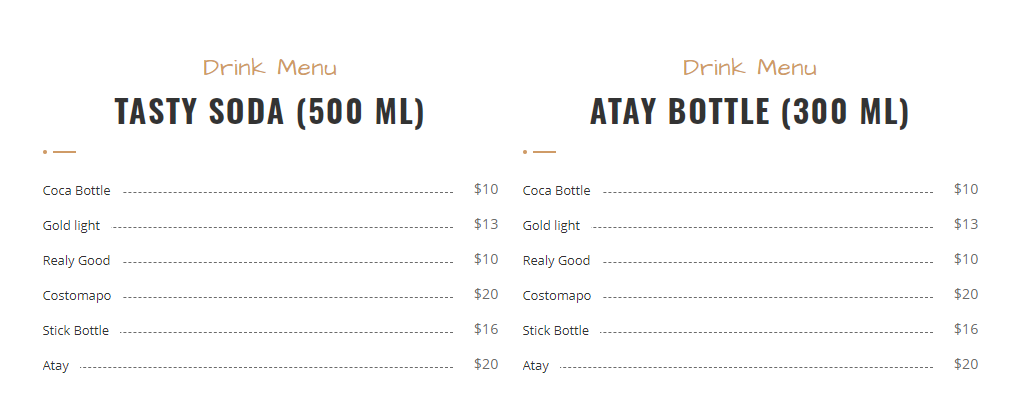 Drink Menu
TASTY SODA (500 ML)
Coca Bottle $10
Gold light $13
Realy Good $10
Costomapo $20
Stick Bottle $16
Atay $20
Drink Menu
ATAY BOTTLE (300 ML)
Coca Bottle $10
Gold light $13
Realy Good $10
Costomapo $20
Stick Bottle $16
Atay $20